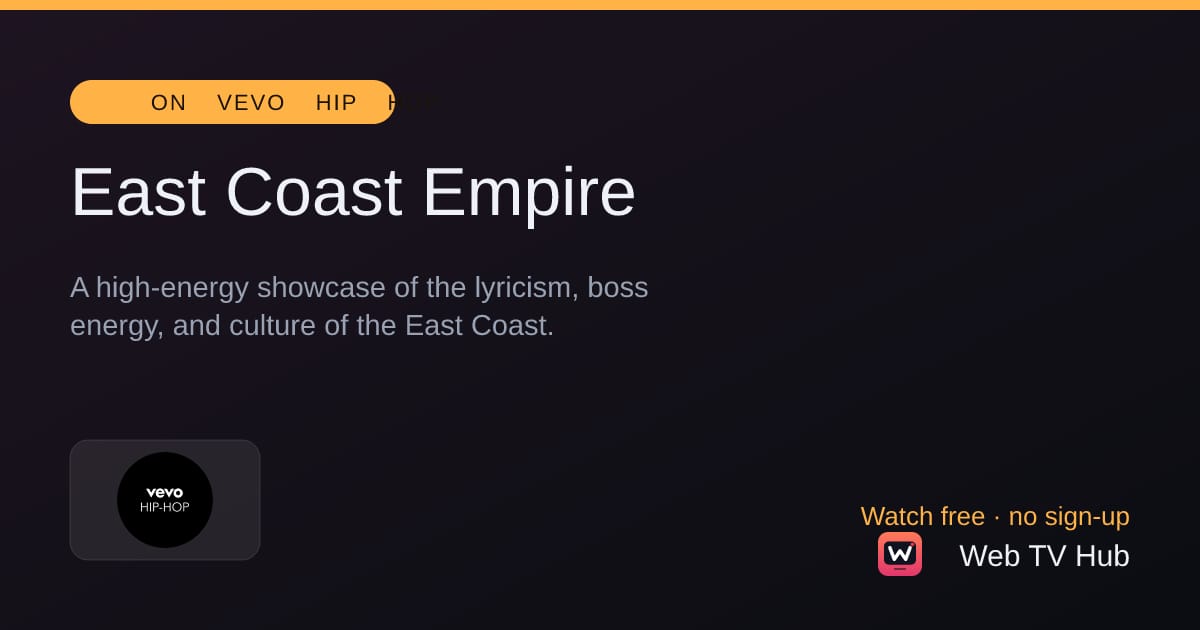 ON VEVO HIP
East Coast Empire
A high-energy showcase of the lyricism, boss
energy, and culture of the East Coast.
vevo
HIP-HOP
Watch free · no sign-up
W
Web TV Hub